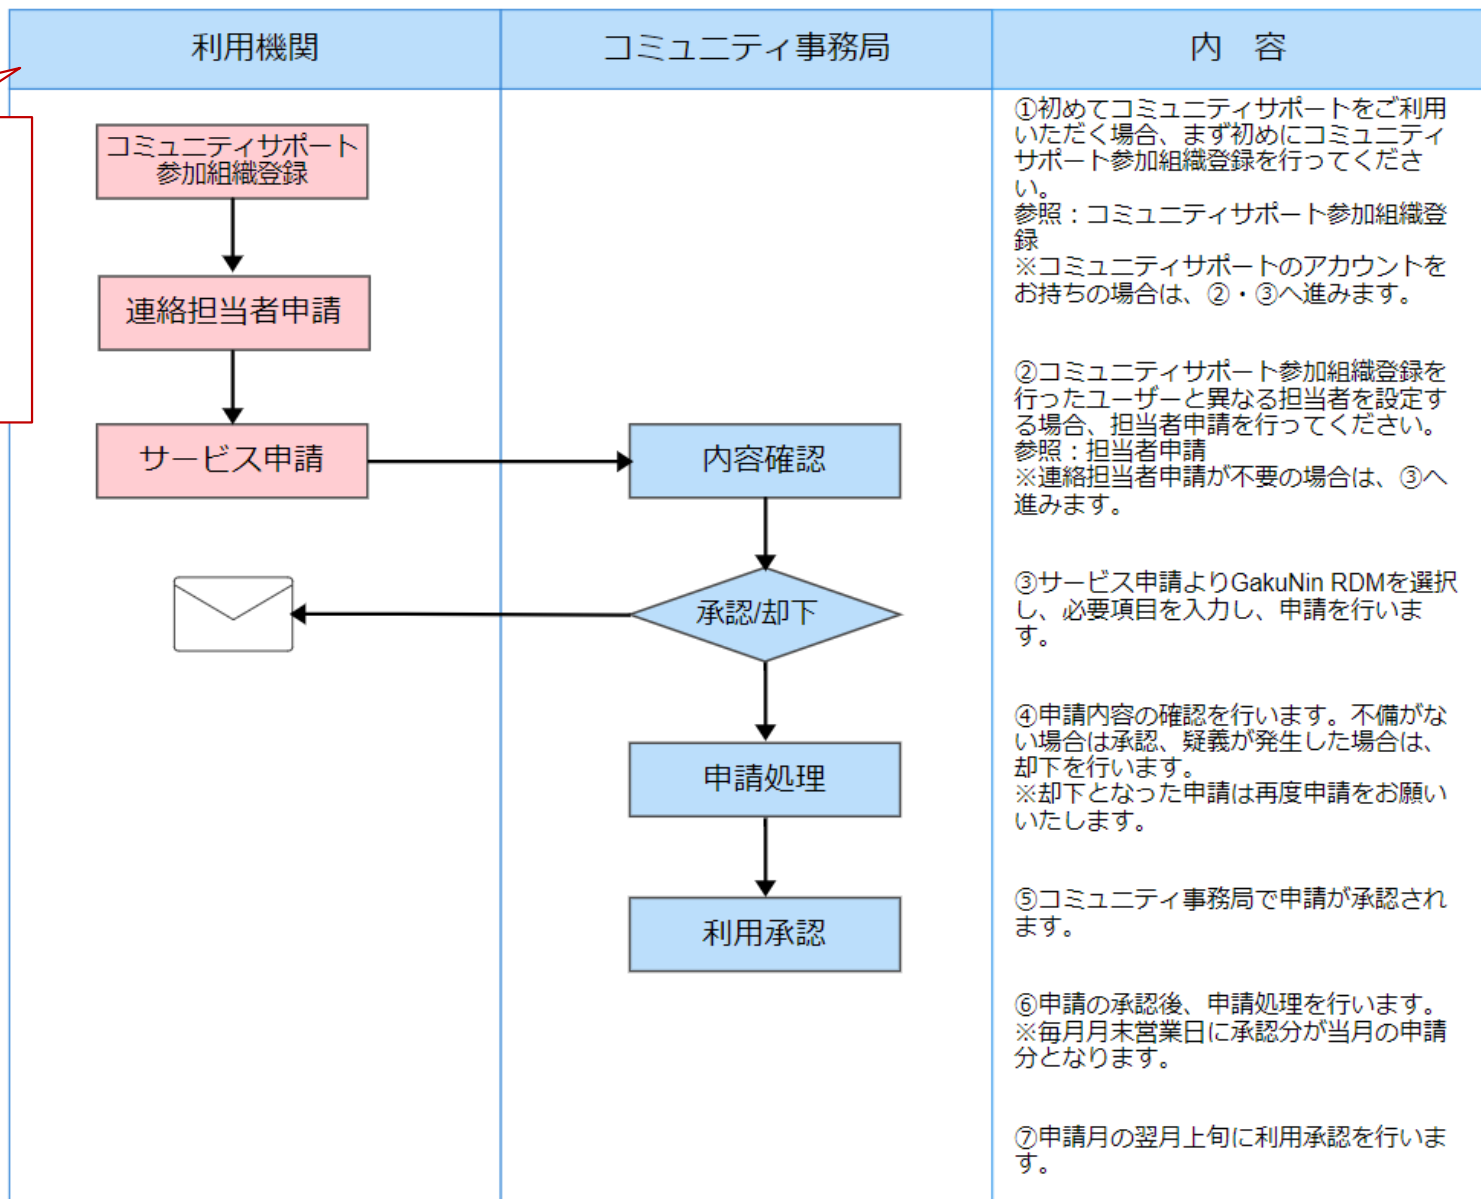 利用機関
コミュニティ事務局
内　容
コミュニティサポート
参加組織登録
連絡担当者申請
サービス申請
内容確認
承認/却下
申請処理
利用承認
①初めてコミュニティサポートをご利用
いただく場合、まず初めにコミュニティ
サポート参加組織登録を行ってくださ
い。
参照：コミュニティサポート参加組織登
録
※コミュニティサポートのアカウントを
お持ちの場合は、②・③へ進みます。
②コミュニティサポート参加組織登録を
行ったユーザーと異なる担当者を設定す
る場合、担当者申請を行ってください。
参照：担当者申請
※連絡担当者申請が不要の場合は、③へ
進みます。
③サービス申請よりGakuNin RDMを選択
し、必要項目を入力し、申請を行いま
す。
④申請内容の確認を行います。不備がな
い場合は承認、疑義が発生した場合は、
却下を行います。
※却下となった申請は再度申請をお願い
いたします。
⑤コミュニティ事務局で申請が承認され
ます。
⑥申請の承認後、申請処理を行います。
※毎月月末営業日に承認分が当月の申請
分となります。
⑦申請月の翌月上旬に利用承認を行いま
す。